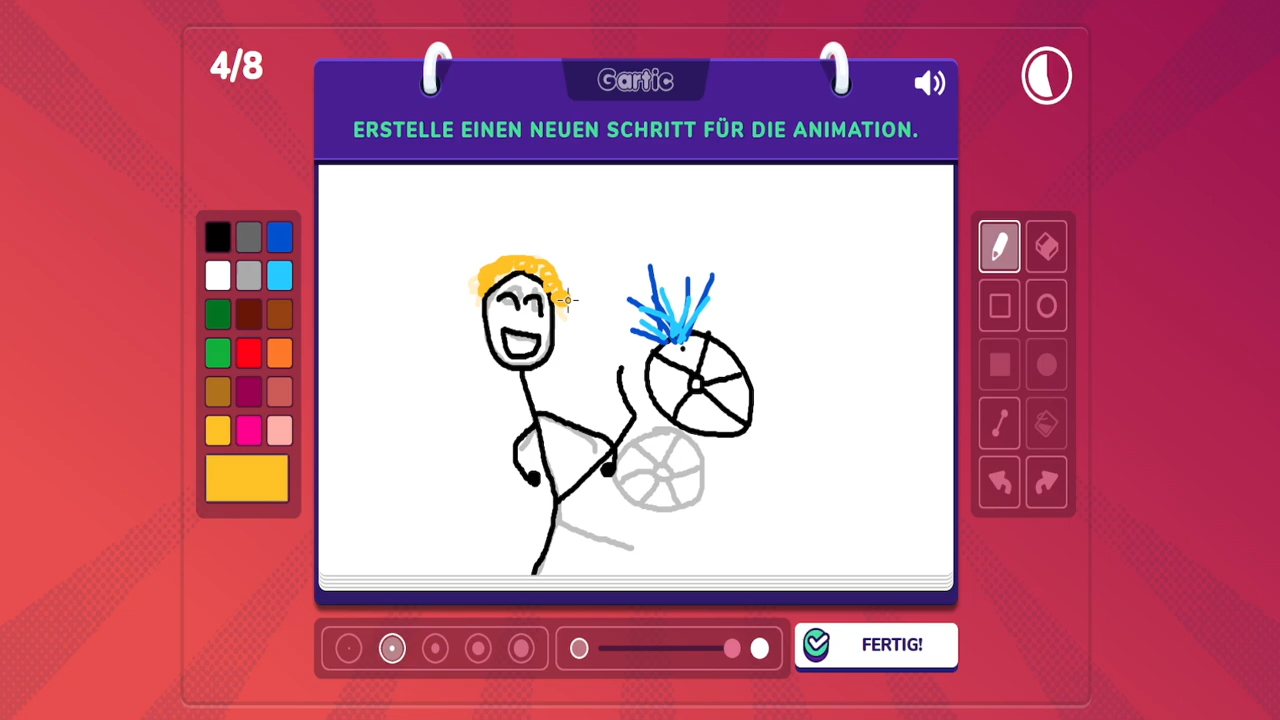 4/8
Gartic
ERSTELLE EINEN NEUEN SCHRITT FÜR DIE ANIMATION.
FERTIG!